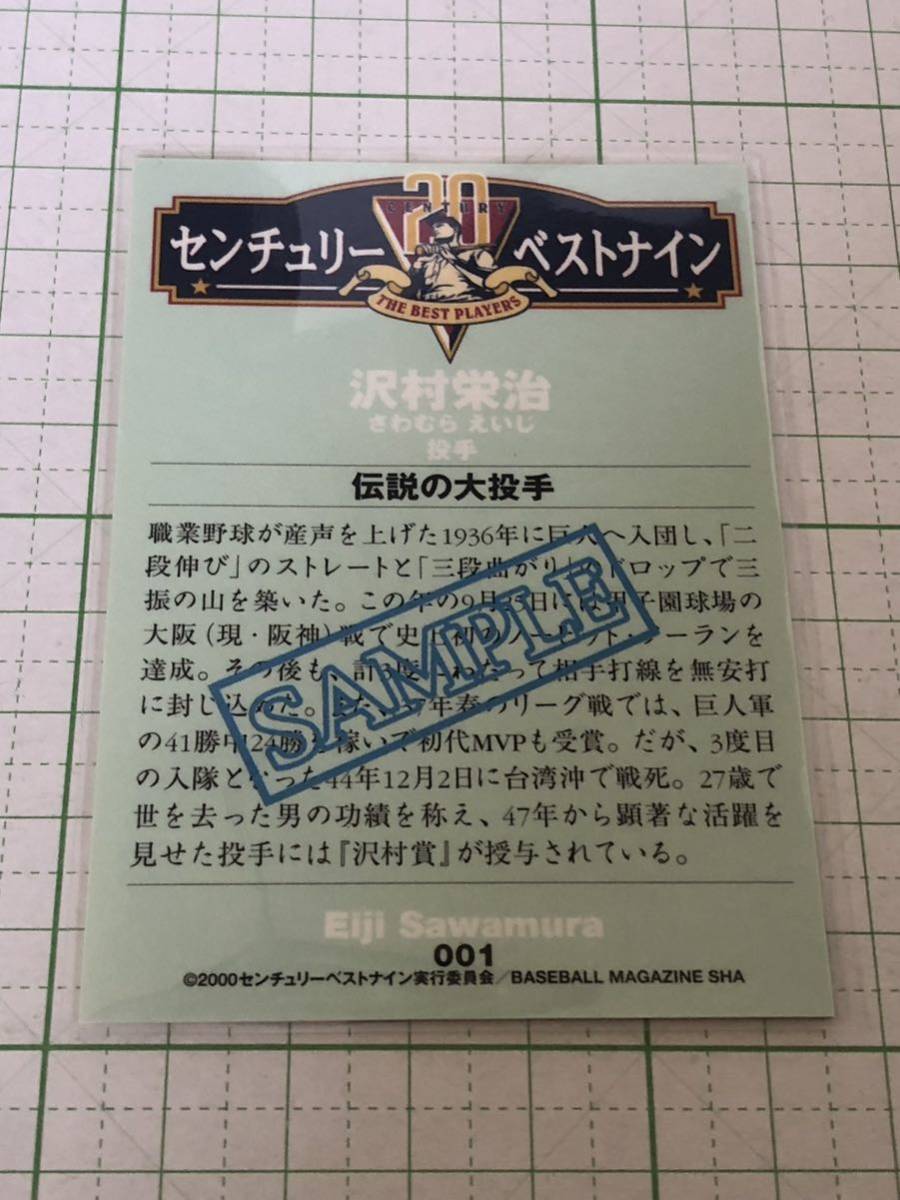 20
CENTURY
センチュリー ベストナイン
THE BEST PLAYERS
沢村栄治
さわむら えいじ
投手
伝説の大投手
職業野球が産声を上げた1936年に巨人へ入団し、「二
段伸び」のストレートと「三段曲がり」のドロップで三
振の山を築いた。この年の9月25日には甲子園球場の
大阪(現・阪神)戦で史上初のノーヒット・ノーランを
達成。その後も、計3度にわたって相手打線を無安打
に封じ込めた。また、37年春のリーグ戦では、巨人軍
の41勝中24勝を稼いで初代MVPも受賞。だが、3度目
の入隊となった44年12月2日に台湾沖で戦死。27歳で
世を去った男の功績を称え、47年から顕著な活躍を
見せた投手には『沢村賞』が授与されている。
SAMPLE
Eiji Sawamura
001
©2000センチュリーベストナイン実行委員会/BASEBALL MAGAZINE SHA